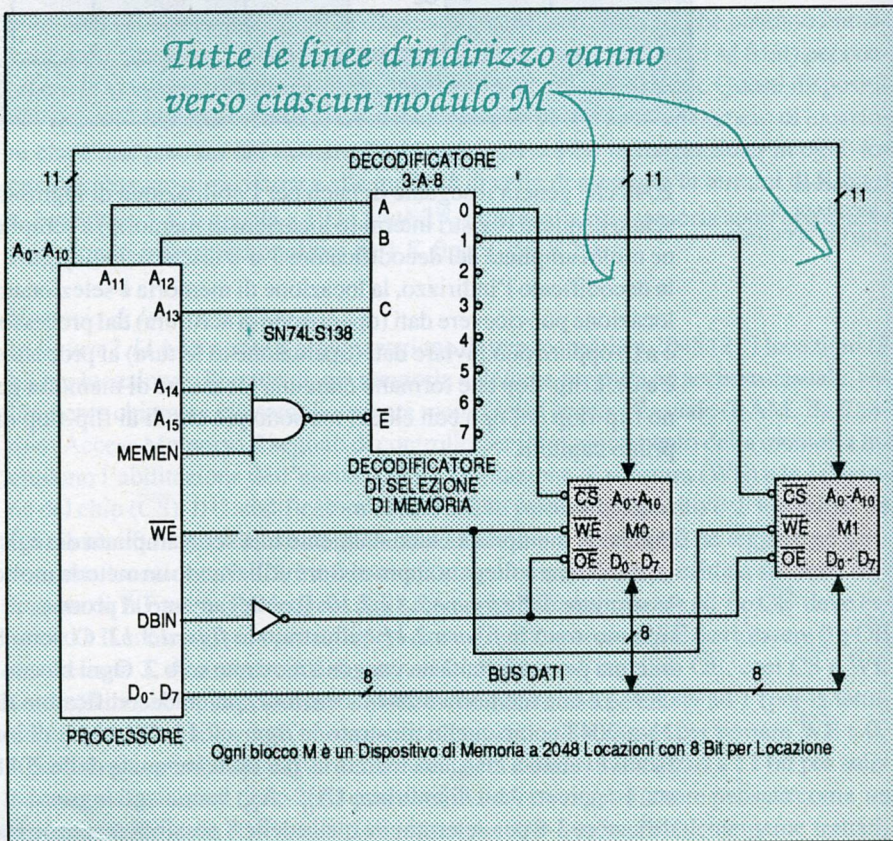 Tutte le linee d'indirizzo vanno
verso ciascun modulo M
DECODIFICATORE
3-A-8
11
11
11
A0- A10
A11
A12
A13
A14
A15
MEMEN
WE
DBIN
D0- D7
PROCESSORE
A
B
C
E
0
1
2
3
4
5
6
7
SN74LS138
DECODIFICATORE
DI SELEZIONE
DI MEMORIA
CS A0-A10
WE M0
OE D0 - D7
CS A0-A10
WE M1
OE D0 - D7
8
8
8
BUS DATI
Ogni blocco M è un Dispositivo di Memoria a 2048 Locazioni con 8 Bit per Locazione